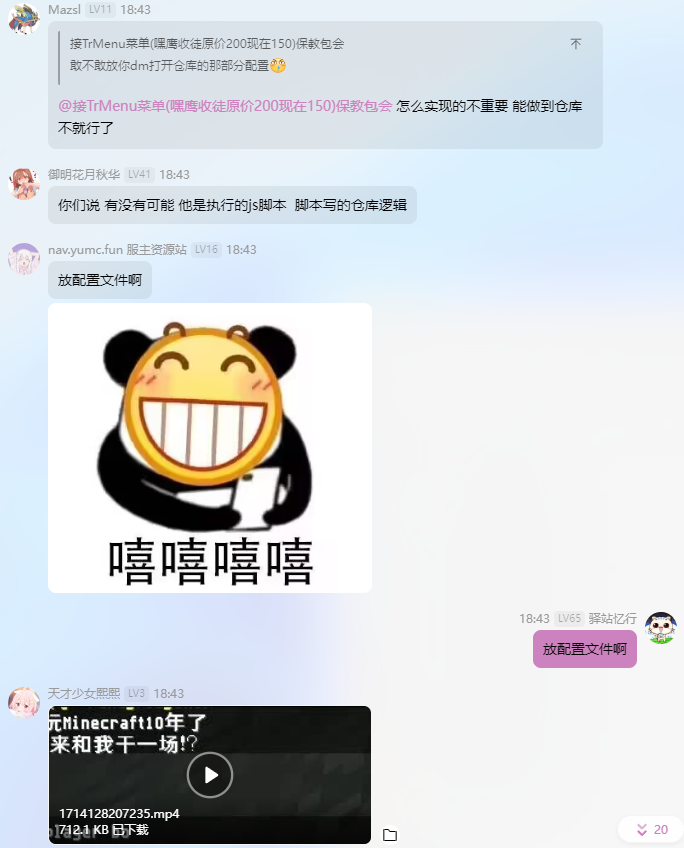 Mazsl LV11 18:43
接TrMenu菜单(嘿鹰收徒原价200现在150)保教包会
敢不敢放你dm打开仓库的那部分配置
@接TrMenu菜单(嘿鹰收徒原价200现在150)保教包会 怎么实现的不重要 能做到仓库
不就行了
御明花月秋华 LV41 18:43
你们说 有没有可能 他是执行的js脚本 脚本写的仓库逻辑
nav.yumc.fun 服主资源站 LV16 18:43
放配置文件啊
嘻嘻嘻嘻
18:43 LV65 驿站忆行
放配置文件啊
天才少女熙熙 LV3 18:43
玩Minecraft10年了
来和我干一场!?
1714128207235.mp4
712.1 KB 已下载
20